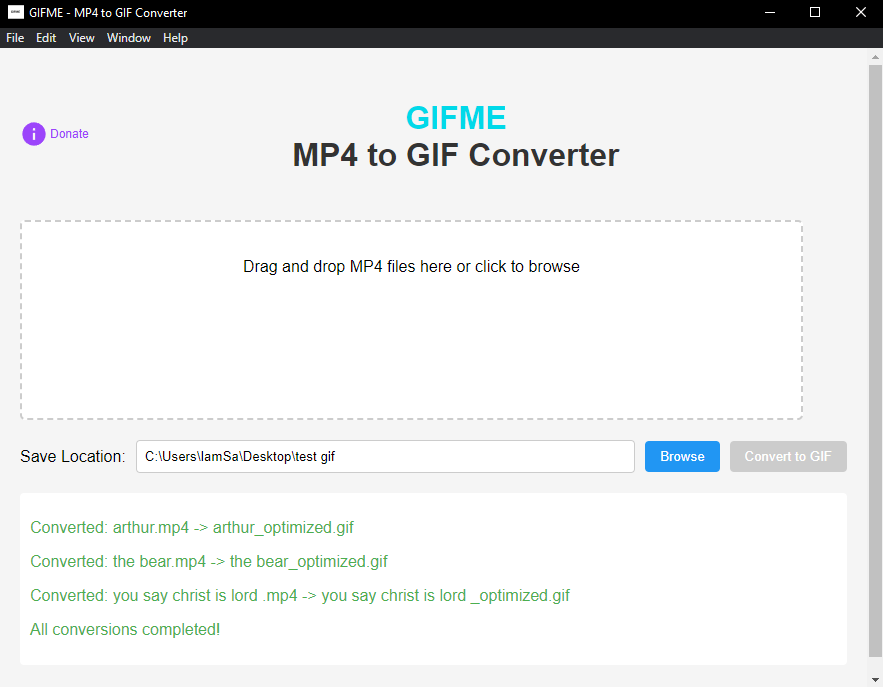 GIFME - MP4 to GIF Converter
File Edit View Window Help
Donate
GIFME
MP4 to GIF Converter
Drag and drop MP4 files here or click to browse
Save Location: C:\Users\IamSa\Desktop\test gif Browse Convert to GIF
Converted: arthur.mp4 -> arthur_optimized.gif
Converted: the bear.mp4 -> the bear_optimized.gif
Converted: you say christ is lord .mp4 -> you say christ is lord _optimized.gif
All conversions completed!